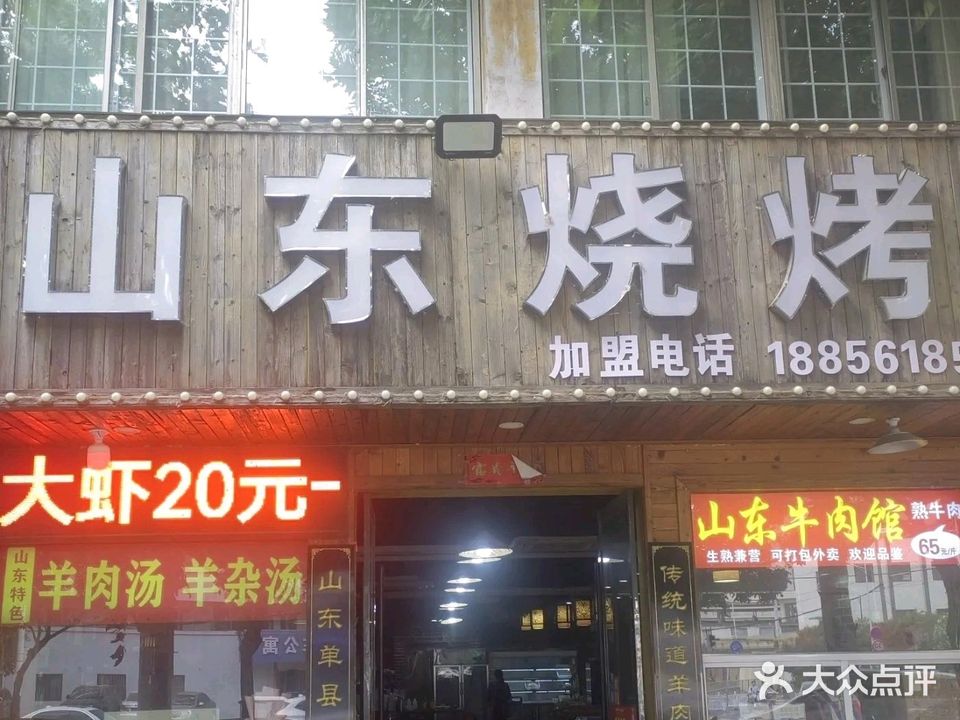 山东烧烤
加盟电话 18856185
大虾20元一
山东特色
羊肉汤 羊杂汤
山东单县
传统味道羊肉
山东牛肉馆
熟牛肉
65元/斤
生熟兼营 可打包外卖 欢迎品鉴
大众点评